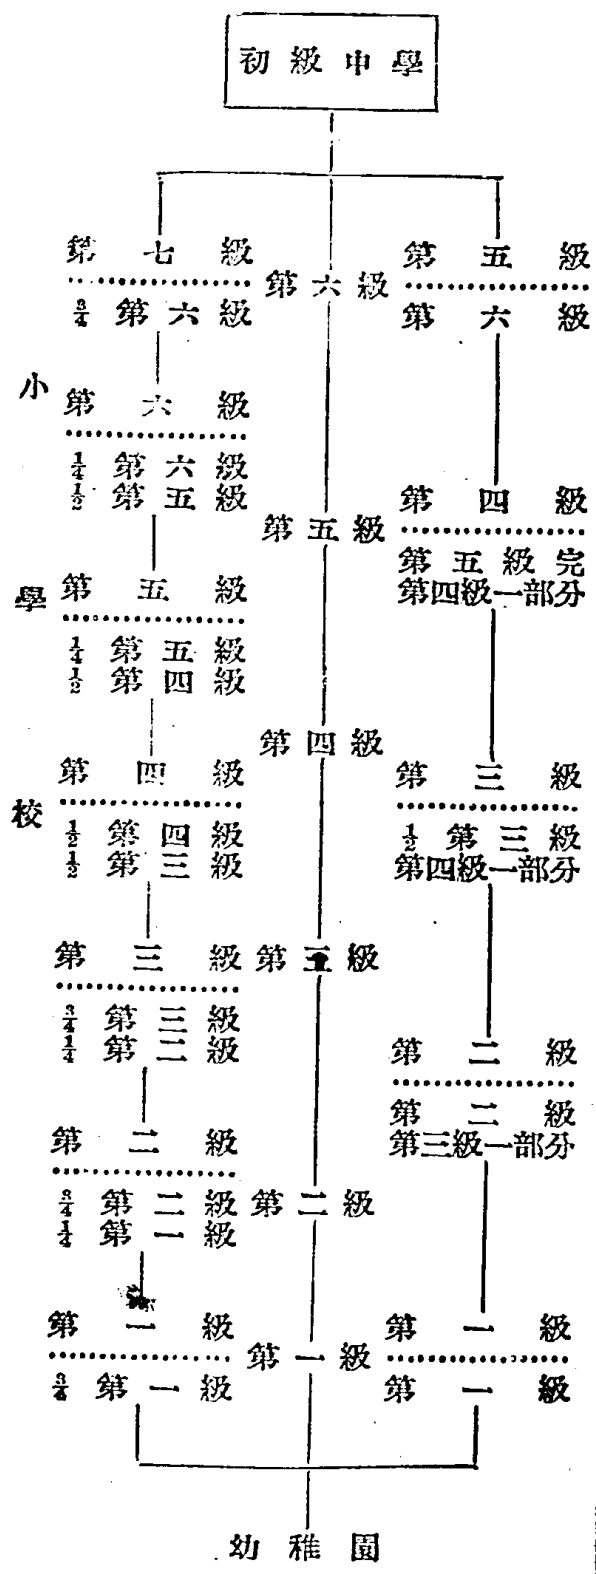 初級中學
第七級
3/4第六級
第六級
1/4第六級
1/2第五級
第五級
1/4第五級
1/2第四級
第四級
1/2第四級
1/2第三級
第三級
3/4第三級
1/4第二級
第二級
3/4第二級
1/4第一級
第一級
3/4第一級
第六級
第五級
第四級
第三級
第二級
第一級
第五級
第六級
第四級
第五級完
第四級一部分
第三級
1/2第三級
第四級一部分
第二級
第二級
第三級一部分
第一級
第一級
小學校
幼稚園